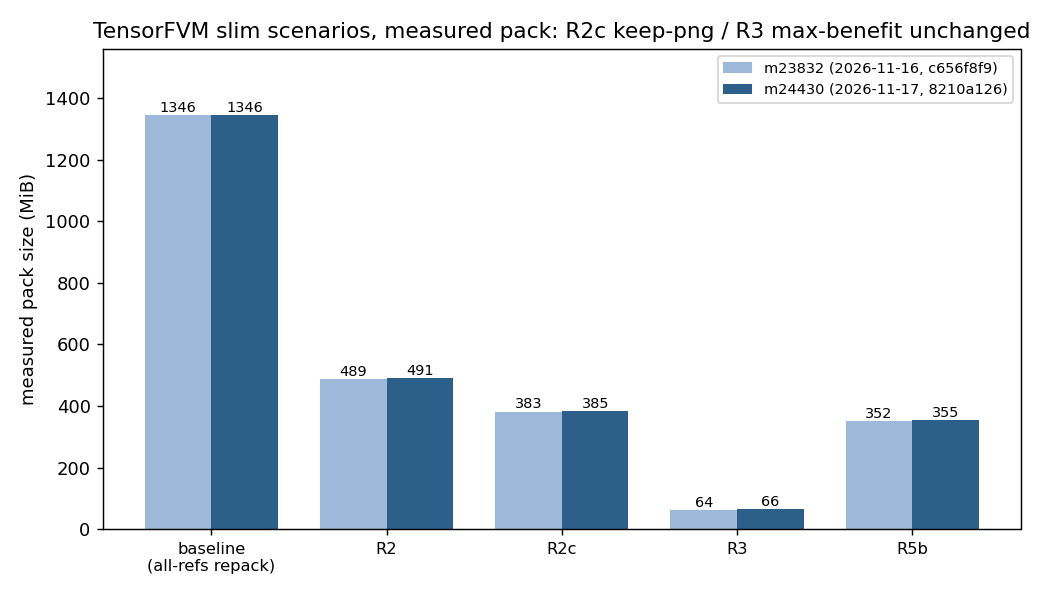 TensorFVM slim scenarios, measured pack: R2c keep-png / R3 max-benefit unchanged
m23832 (2026-11-16, c656f8f9)
m24430 (2026-11-17, 8210a126)
measured pack size (MiB)
1400
1200
1000
800
600
400
200
0
1346 1346
489 491
383 385
64 66
352 355
baseline
(all-refs repack)
R2
R2c
R3
R5b